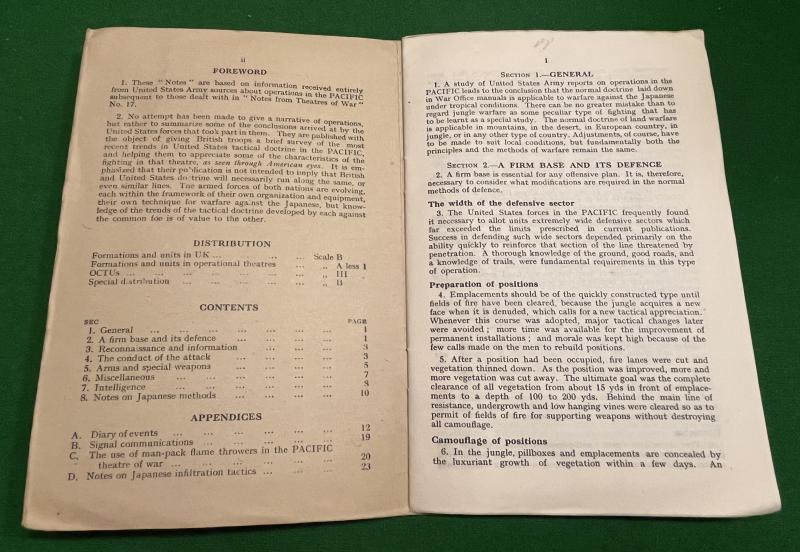 ii
FOREWORD
1. These "Notes" are based on information received entirely
from United States Army sources about operations in the PACIFIC
subsequent to those dealt with in "Notes from Theatres of War"
No. 17.
2. No attempt has been made to give a narrative of operations,
but rather to summarize some of the conclusions arrived at by the
United States forces that took part in them. They are published with
the object of giving British troops a brief survey of the most
recent trends in United States tactical doctrine in the PACIFIC,
and helping them to appreciate some of the characteristics of the
fighting in that theatre, as seen through American eyes. It is em-
phasized that their publication is not intended to imply that British
and United States doctrine will necessarily run along the same, or
even similar lines. The armed forces of both nations are evolving,
each within the framework of their own organization and equipment,
their own technique for warfare against the Japanese, but know-
ledge of the trends of the tactical doctrine developed by each against
the common foe is of value to the other.
DISTRIBUTION
Formations and units in UK ... ... ... Scale B
Formations and units in operational theatres ... „ A less 1
OCTUs ... ... ... ... ... ... „ III
Special distribution ... ... ... ... ... „ B
CONTENTS
SEC PAGE
1. General ... ... ... ... ... ... 1
2. A firm base and its defence ... ... ... ... 1
3. Reconnaissance and information ... ... ... 3
4. The conduct of the attack ... ... ... ... 3
5. Arms and special weapons ... ... ... ... 5
6. Miscellaneous ... ... ... ... ... 7
7. Intelligence ... ... ... ... ... 8
8. Notes on Japanese methods ... ... ... ... 10
APPENDICES
A. Diary of events ... ... ... ... ... 12
B. Signal communications ... ... ... ... 19
C. The use of man-pack flame throwers in the PACIFIC
theatre of war ... ... ... ... ... 20
D. Notes on Japanese infiltration tactics ... ... ... 23
1
SECTION 1.—GENERAL
1. A study of United States Army reports on operations in the
PACIFIC leads to the conclusion that the normal doctrine laid down
in War Office manuals is applicable to warfare against the Japanese
under tropical conditions. There can be no greater mistake than to
regard jungle warfare as some peculiar type of fighting that has
to be learnt as a special study. The normal doctrine of land warfare
is applicable in mountains, in the desert, in European country, in
jungle, or in any other type of country. Adjustments, of course, have
to be made to suit local conditions, but fundamentally both the
principles and the methods of warfare remain the same.
SECTION 2.—A FIRM BASE AND ITS DEFENCE
2. A firm base is essential for any offensive plan. It is, therefore,
necessary to consider what modifications are required in the normal
methods of defence.
The width of the defensive sector
3. The United States forces in the PACIFIC frequently found
it necessary to allot units extremely wide defensive sectors which
far exceeded the limits prescribed in current publications.
Success in defending such wide sectors depended primarily on the
ability quickly to reinforce that section of the line threatened by
penetration. A thorough knowledge of the ground, good roads, and
a knowledge of trails, were fundamental requirements in this type
of operation.
Preparation of positions
4. Emplacements should be of the quickly constructed type until
fields of fire have been cleared, because the jungle acquires a new
face when it is denuded, which calls for a new tactical appreciation.
Whenever this course was adopted, major tactical changes later
were avoided ; more time was available for the improvement of
permanent installations ; and morale was kept high because of the
few calls made on the men to rebuild positions.
5. After a position had been occupied, fire lanes were cut and
vegetation thinned down. As the position was improved, more and
more vegetation was cut away. The ultimate goal was the complete
clearance of all vegetation from about 15 yds in front of emplace-
ments to a depth of 100 to 200 yds. Behind the main line of
resistance, undergrowth and low hanging vines were cleared so as to
permit of fields of fire for supporting weapons without destroying
all camouflage.
Camouflage of positions
6. In the jungle, pillboxes and emplacements are concealed by
the luxuriant growth of vegetation within a few days. An